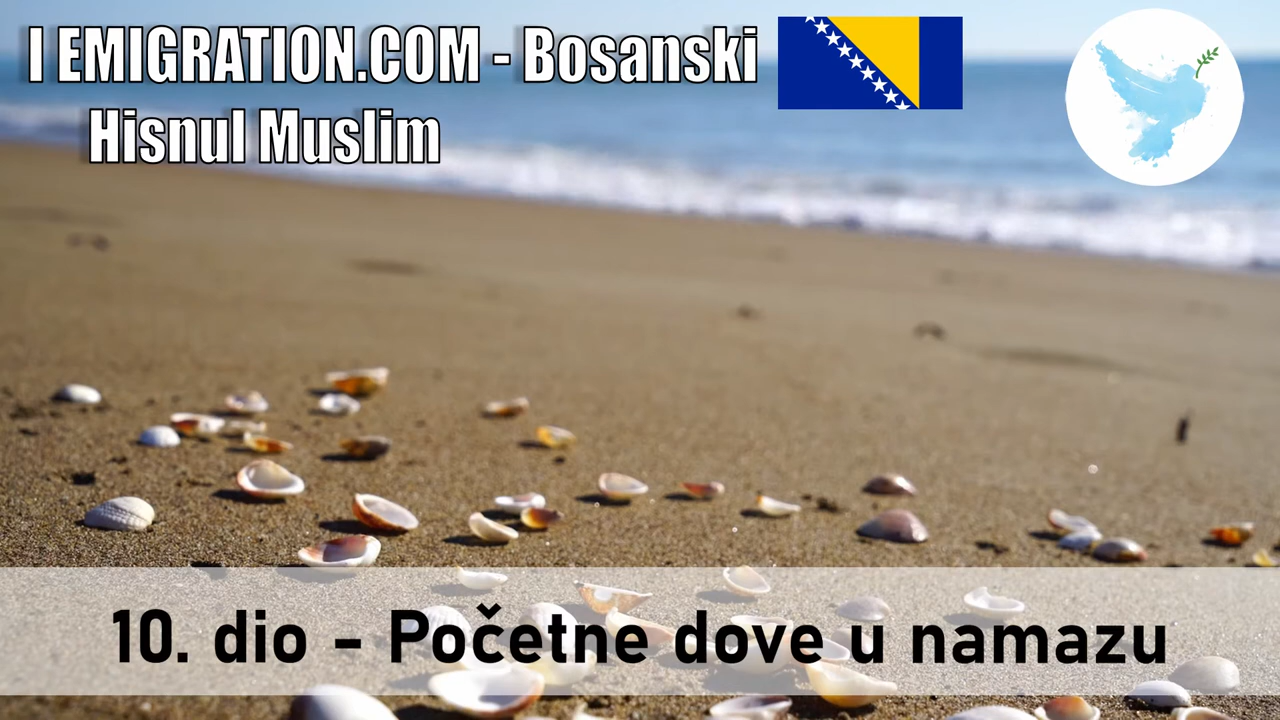 I EMIGRATION.COM - Bosanski
Hisnul Muslim
10. dio - Početne dove u namazu